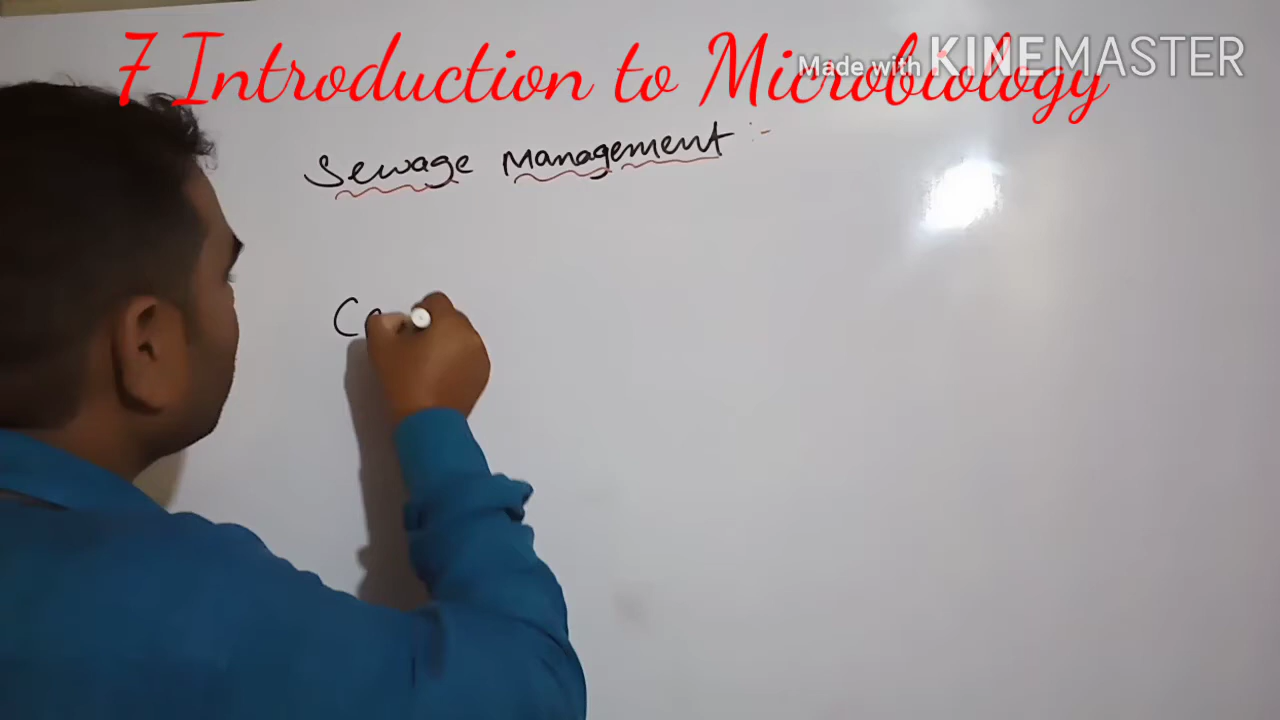 7 Introduction to Microbiology
Made with KINEMASTER
Sewage Management :-